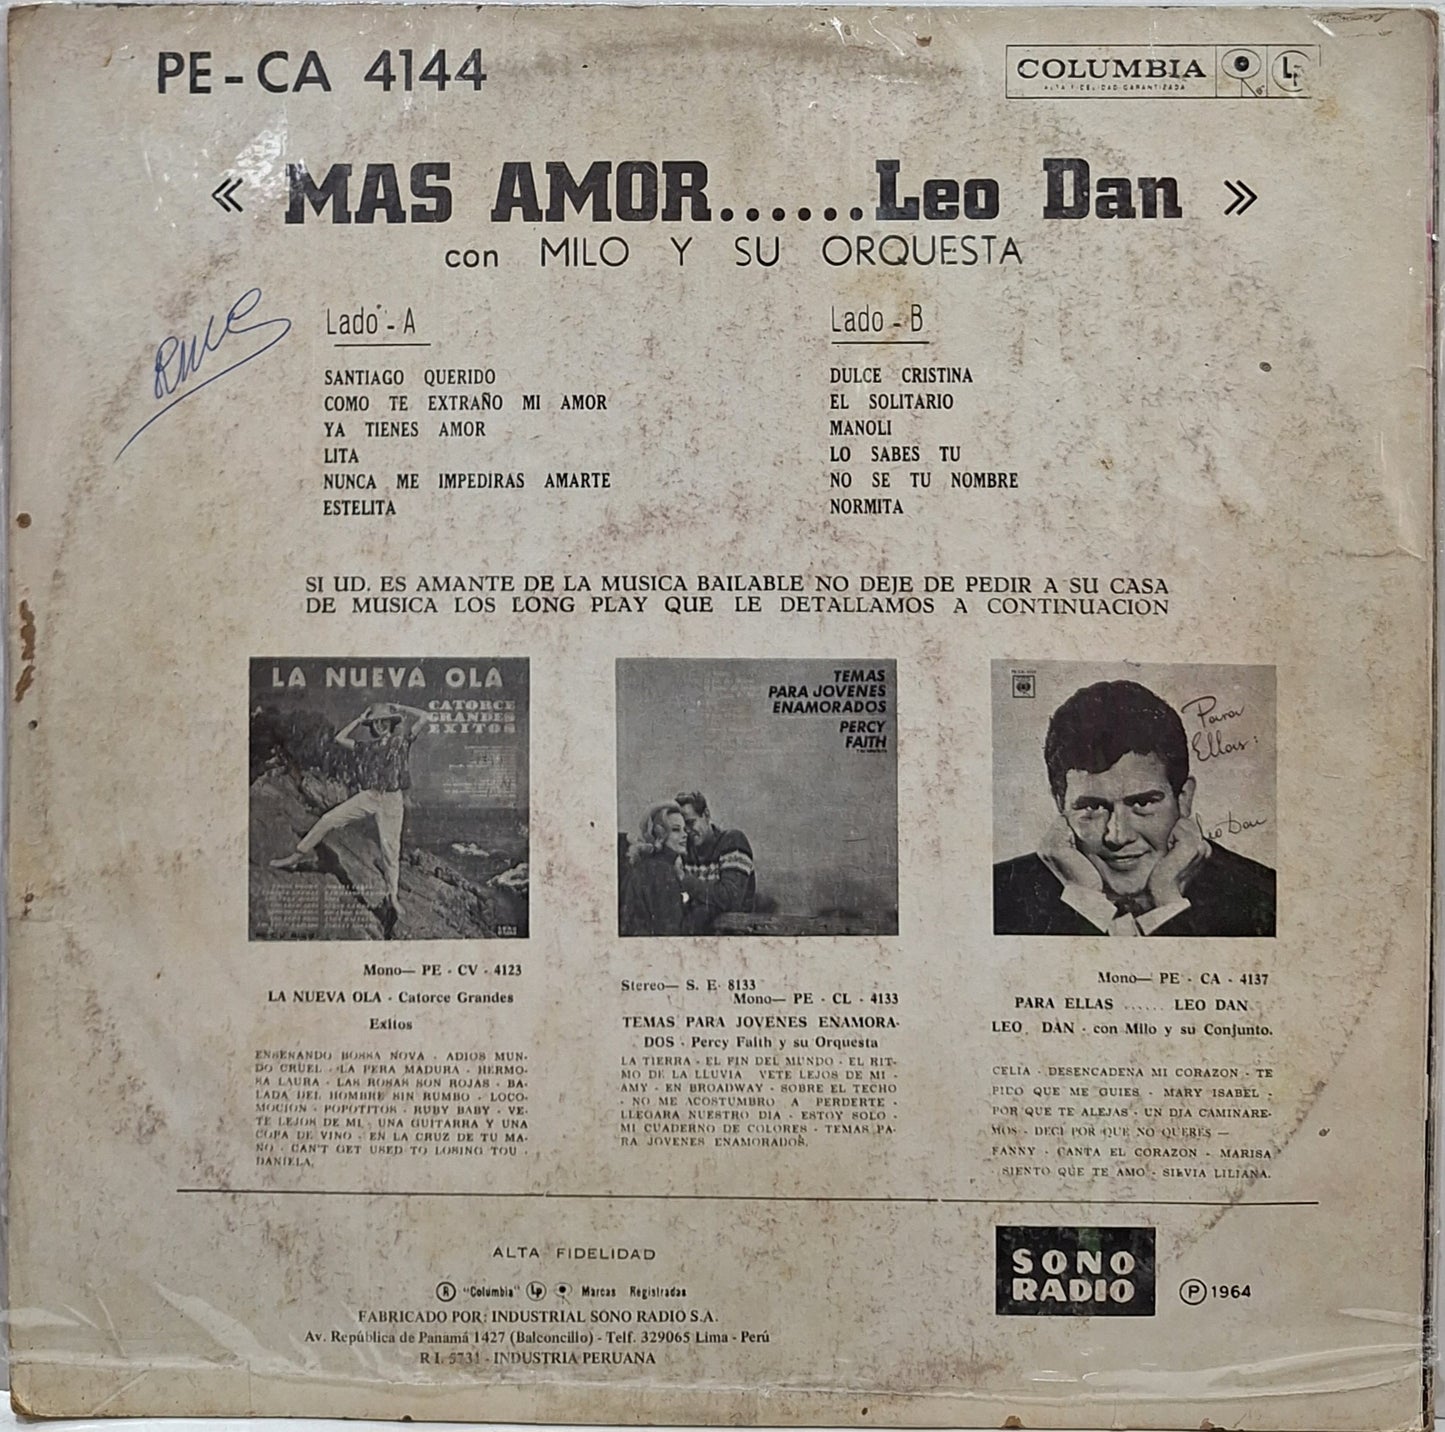 PE-CA 4144
COLUMBIA
ALTA FIDELIDAD GARANTIZADA
Lp
« MAS AMOR......Leo Dan »
con MILO Y SU ORQUESTA
Lado - A
SANTIAGO QUERIDO
COMO TE EXTRAÑO MI AMOR
YA TIENES AMOR
LITA
NUNCA ME IMPEDIRAS AMARTE
ESTELITA
Lado - B
DULCE CRISTINA
EL SOLITARIO
MANOLI
LO SABES TU
NO SE TU NOMBRE
NORMITA
SI UD. ES AMANTE DE LA MUSICA BAILABLE NO DEJE DE PEDIR A SU CASA
DE MUSICA LOS LONG PLAY QUE LE DETALLAMOS A CONTINUACION
LA NUEVA OLA
CATORCE
GRANDES
EXITOS
Mono— PE - CV - 4123
LA NUEVA OLA - Catorce Grandes
Exitos
ENSENANDO BOSSA NOVA - ADIOS MUN-
DO CRUEL - LA PERA MADURA - HERMO-
SA LAURA - LAS ROSAS SON ROJAS - BA-
LADA DEL HOMBRE SIN RUMBO - LOCO-
MOCION - POPOTITOS - RUBY BABY - VE-
TE LEJOS DE MI - UNA GUITARRA Y UNA
COPA DE VINO - EN LA CRUZ DE TU MA-
NO - CAN'T GET USED TO LOSING TOU -
DANIELA.
TEMAS
PARA JOVENES
ENAMORADOS
PERCY
FAITH
Stereo— S. E. 8133
Mono— PE - CL - 4133
TEMAS PARA JOVENES ENAMORA-
DOS - Percy Faith y su Orquesta
LA TIERRA - EL FIN DEL MUNDO - EL RIT-
MO DE LA LLUVIA VETE LEJOS DE MI -
AMY - EN BROADWAY - SOBRE EL TECHO
- NO ME ACOSTUMBRO A PERDERTE -
LLEGARA NUESTRO DIA - ESTOY SOLO -
MI CUADERNO DE COLORES - TEMAS PA-
RA JOVENES ENAMORADOS.
Para
Ellas:
Leo Dan
Mono— PE - CA - 4137
PARA ELLAS ...... LEO DAN
LEO DAN - con Milo y su Conjunto.
CELIA - DESENCADENA MI CORAZON - TE
PIDO QUE ME GUIES - MARY ISABEL -
POR QUE TE ALEJAS - UN DIA CAMINARE-
MOS - DECI POR QUE NO QUERES —
FANNY - CANTA EL CORAZON - MARISA
- SIENTO QUE TE AMO - SILVIA LILIANA.
ALTA FIDELIDAD
Ⓡ "Columbia" Lp Marcas Registradas
FABRICADO POR: INDUSTRIAL SONO RADIO S.A.
Av. República de Panamá 1427 (Balconcillo) - Telf. 329065 Lima - Perú
R I. 5731 - INDUSTRIA PERUANA
SONO
RADIO
Ⓟ 1964